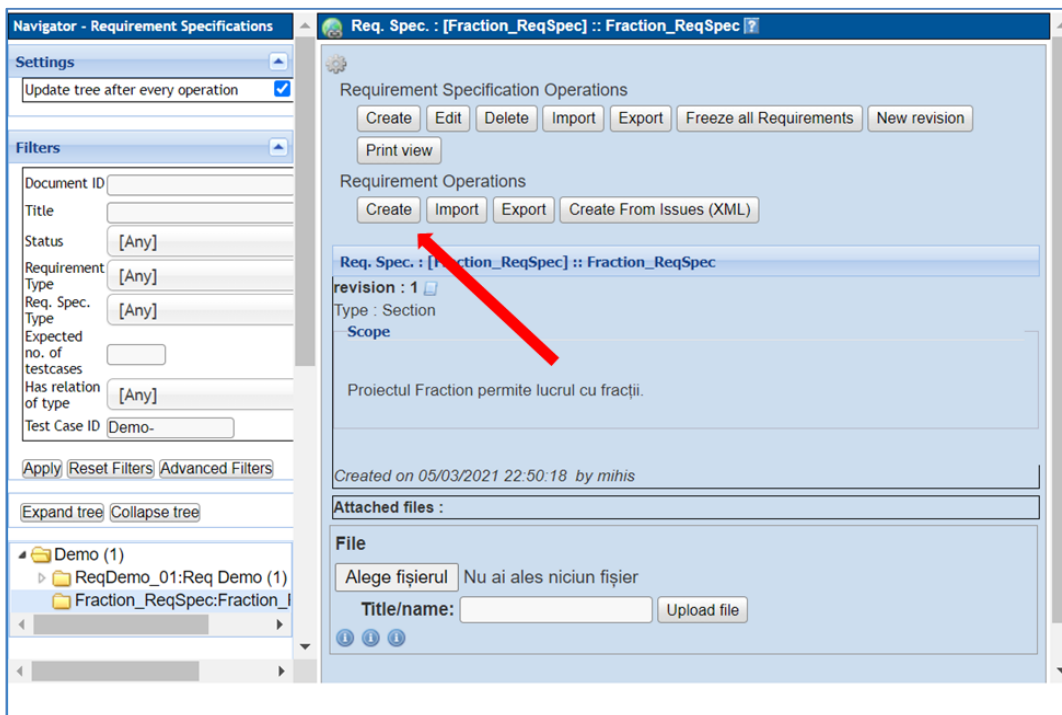 Navigator - Requirement Specifications
Settings
Update tree after every operation
Filters
Document ID
Title
Status [Any]
Requirement
Type [Any]
Req. Spec.
Type [Any]
Expected
no. of
testcases
Has relation
of type [Any]
Test Case ID Demo-
Apply Reset Filters Advanced Filters
Expand tree Collapse tree
Demo (1)
ReqDemo_01:Req Demo (1)
Fraction_ReqSpec:Fraction_
Req. Spec. : [Fraction_ReqSpec] :: Fraction_ReqSpec ?
Requirement Specification Operations
Create Edit Delete Import Export Freeze all Requirements New revision
Print view
Requirement Operations
Create Import Export Create From Issues (XML)
Req. Spec. : [Fraction_ReqSpec] :: Fraction_ReqSpec
revision : 1
Type : Section
Scope
Proiectul Fraction permite lucrul cu fracții.
Created on 05/03/2021 22:50:18 by mihis
Attached files :
File
Alege fișierul Nu ai ales niciun fișier
Title/name: Upload file